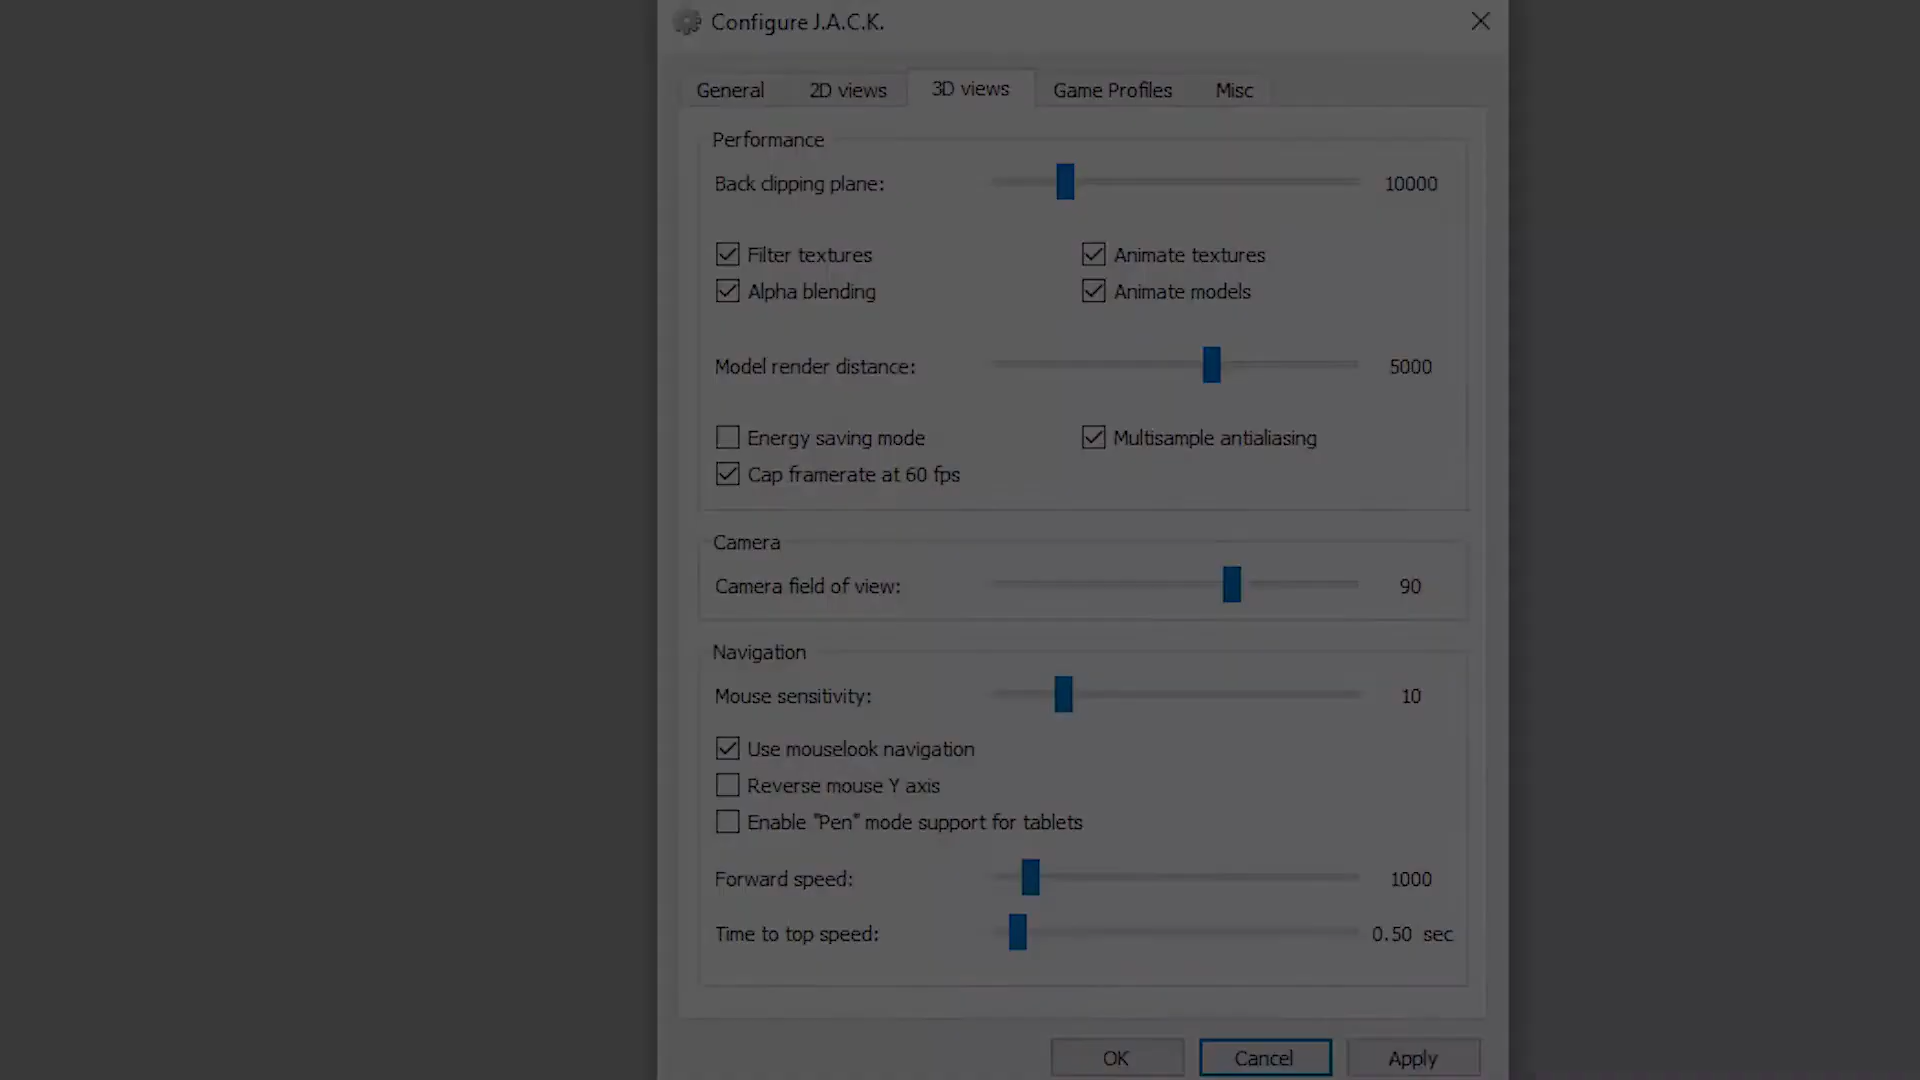 Configure J.A.C.K.
General 2D views 3D views Game Profiles Misc
Performance
Back clipping plane: 10000
Filter textures Animate textures
Alpha blending Animate models
Model render distance: 5000
Energy saving mode Multisample antialiasing
Cap framerate at 60 fps
Camera
Camera field of view: 90
Navigation
Mouse sensitivity: 10
Use mouselook navigation
Reverse mouse Y axis
Enable "Pen" mode support for tablets
Forward speed: 1000
Time to top speed: 0.50 sec
OK Cancel Apply